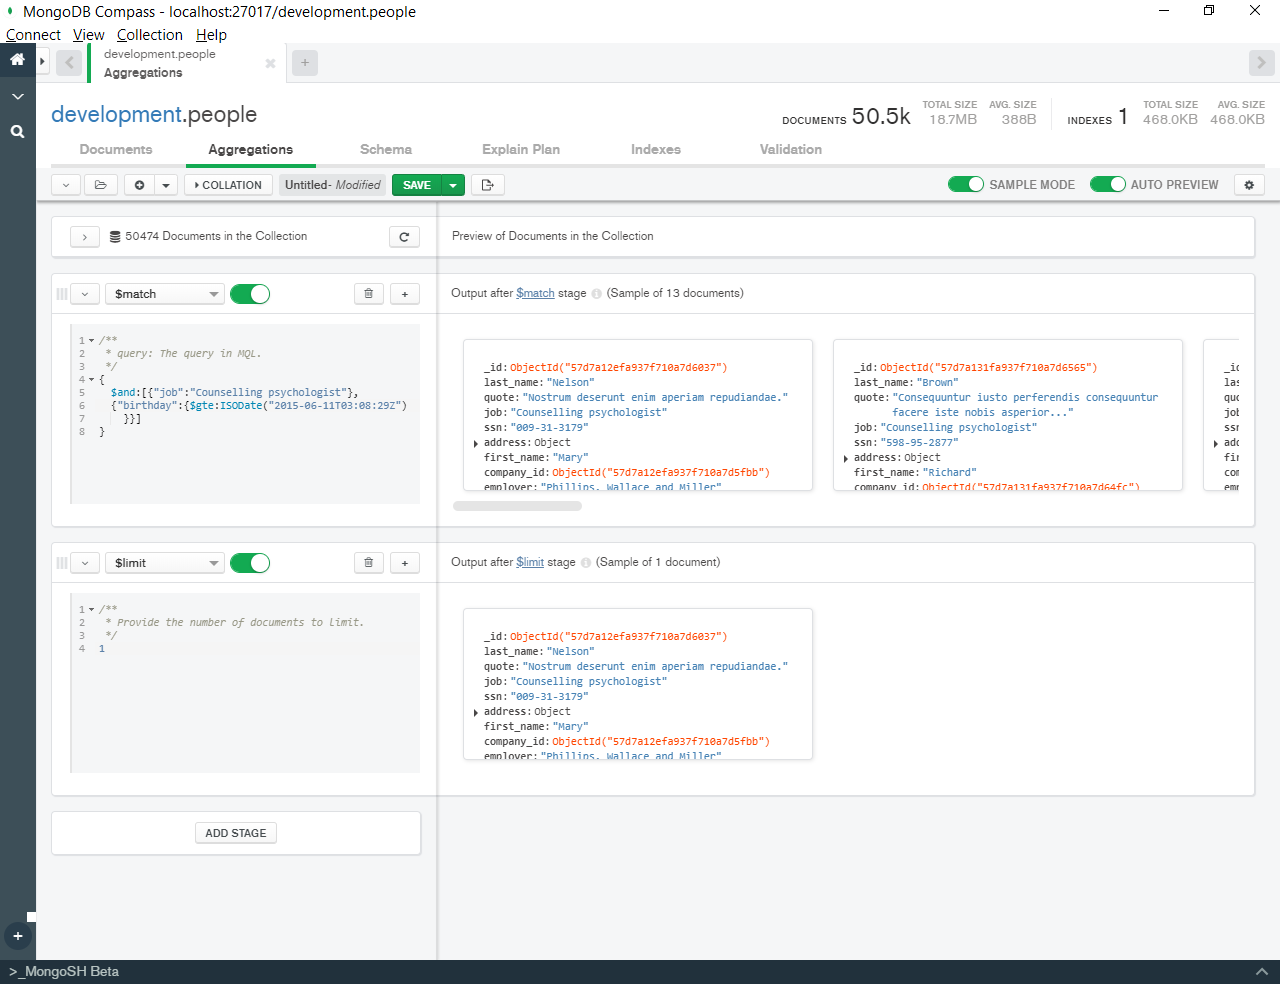 MongoDB Compass - localhost:27017/development.people
Connect View Collection Help
development.people
Aggregations
development.people
DOCUMENTS 50.5k TOTAL SIZE 18.7MB AVG. SIZE 388B INDEXES 1 TOTAL SIZE 468.0KB AVG. SIZE 468.0KB
Documents Aggregations Schema Explain Plan Indexes Validation
COLLATION Untitled- Modified SAVE SAMPLE MODE AUTO PREVIEW
50474 Documents in the Collection Preview of Documents in the Collection
$match Output after $match stage (Sample of 13 documents)
1 /**
2 * query: The query in MQL.
3 */
4 {
5 $and:[{"job":"Counselling psychologist"},
6 {"birthday":{$gte:ISODate("2015-06-11T03:08:29Z")
7 }}]
8 }
_id: ObjectId("57d7a12efa937f710a7d6037")
last_name: "Nelson"
quote: "Nostrum deserunt enim aperiam repudiandae."
job: "Counselling psychologist"
ssn: "009-31-3179"
address: Object
first_name: "Mary"
company_id: ObjectId("57d7a12efa937f710a7d5fbb")
employer: "Phillips, Wallace and Miller"
_id: ObjectId("57d7a131fa937f710a7d6565")
last_name: "Brown"
quote: "Consequuntur iusto perferendis consequuntur
facere iste nobis asperior..."
job: "Counselling psychologist"
ssn: "598-95-2877"
address: Object
first_name: "Richard"
company_id: ObjectId("57d7a131fa937f710a7d64fc")
_id
las
quo
job
ssn
add
fir
com
emp
$limit Output after $limit stage (Sample of 1 document)
1 /**
2 * Provide the number of documents to limit.
3 */
4 1
_id: ObjectId("57d7a12efa937f710a7d6037")
last_name: "Nelson"
quote: "Nostrum deserunt enim aperiam repudiandae."
job: "Counselling psychologist"
ssn: "009-31-3179"
address: Object
first_name: "Mary"
company_id: ObjectId("57d7a12efa937f710a7d5fbb")
employer: "Phillips, Wallace and Miller"
ADD STAGE
>_MongoSH Beta